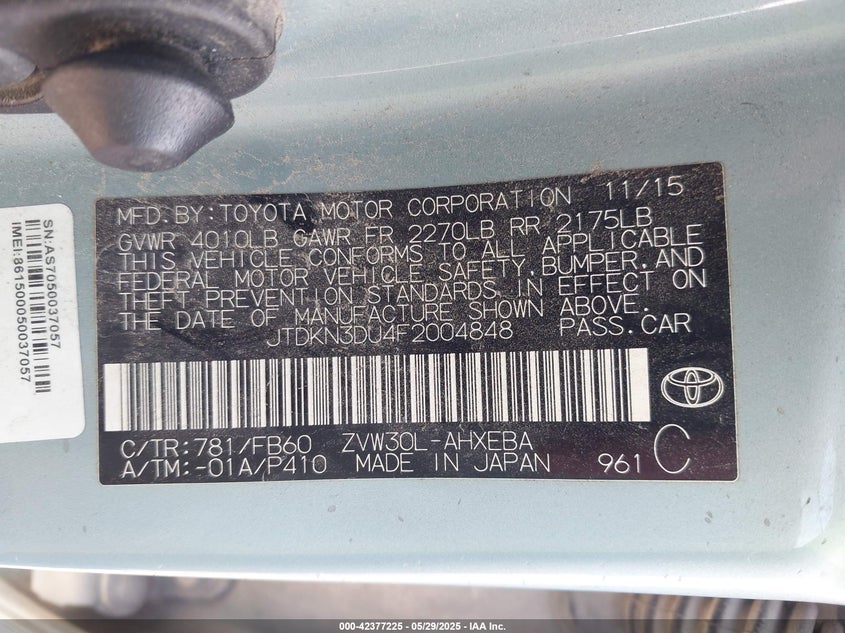 MFD. BY: TOYOTA MOTOR CORPORATION 11/15
GVWR 4010LB GAWR FR 2270LB RR 2175LB
THIS VEHICLE CONFORMS TO ALL APPLICABLE
FEDERAL MOTOR VEHICLE SAFETY, BUMPER, AND
THEFT PREVENTION STANDARDS IN EFFECT ON
THE DATE OF MANUFACTURE SHOWN ABOVE.
JTDKN3DU4F2004848 PASS. CAR
C/TR: 781/FB60 ZVW30L-AHXEBA
A/TM: -01A/P410 MADE IN JAPAN 961 C
SN:AS7050037057
IMEI:861500050037057
000-42377225 - 05/29/2025 - IAA Inc.